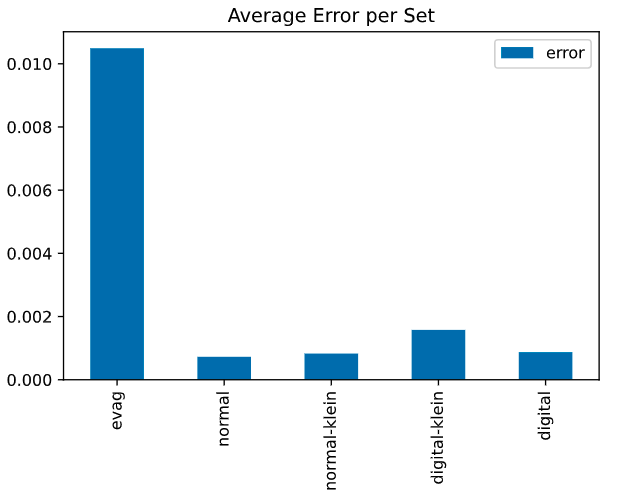 Average Error per Set
error
0.010
0.008
0.006
0.004
0.002
0.000
evag
normal
normal-klein
digital-klein
digital